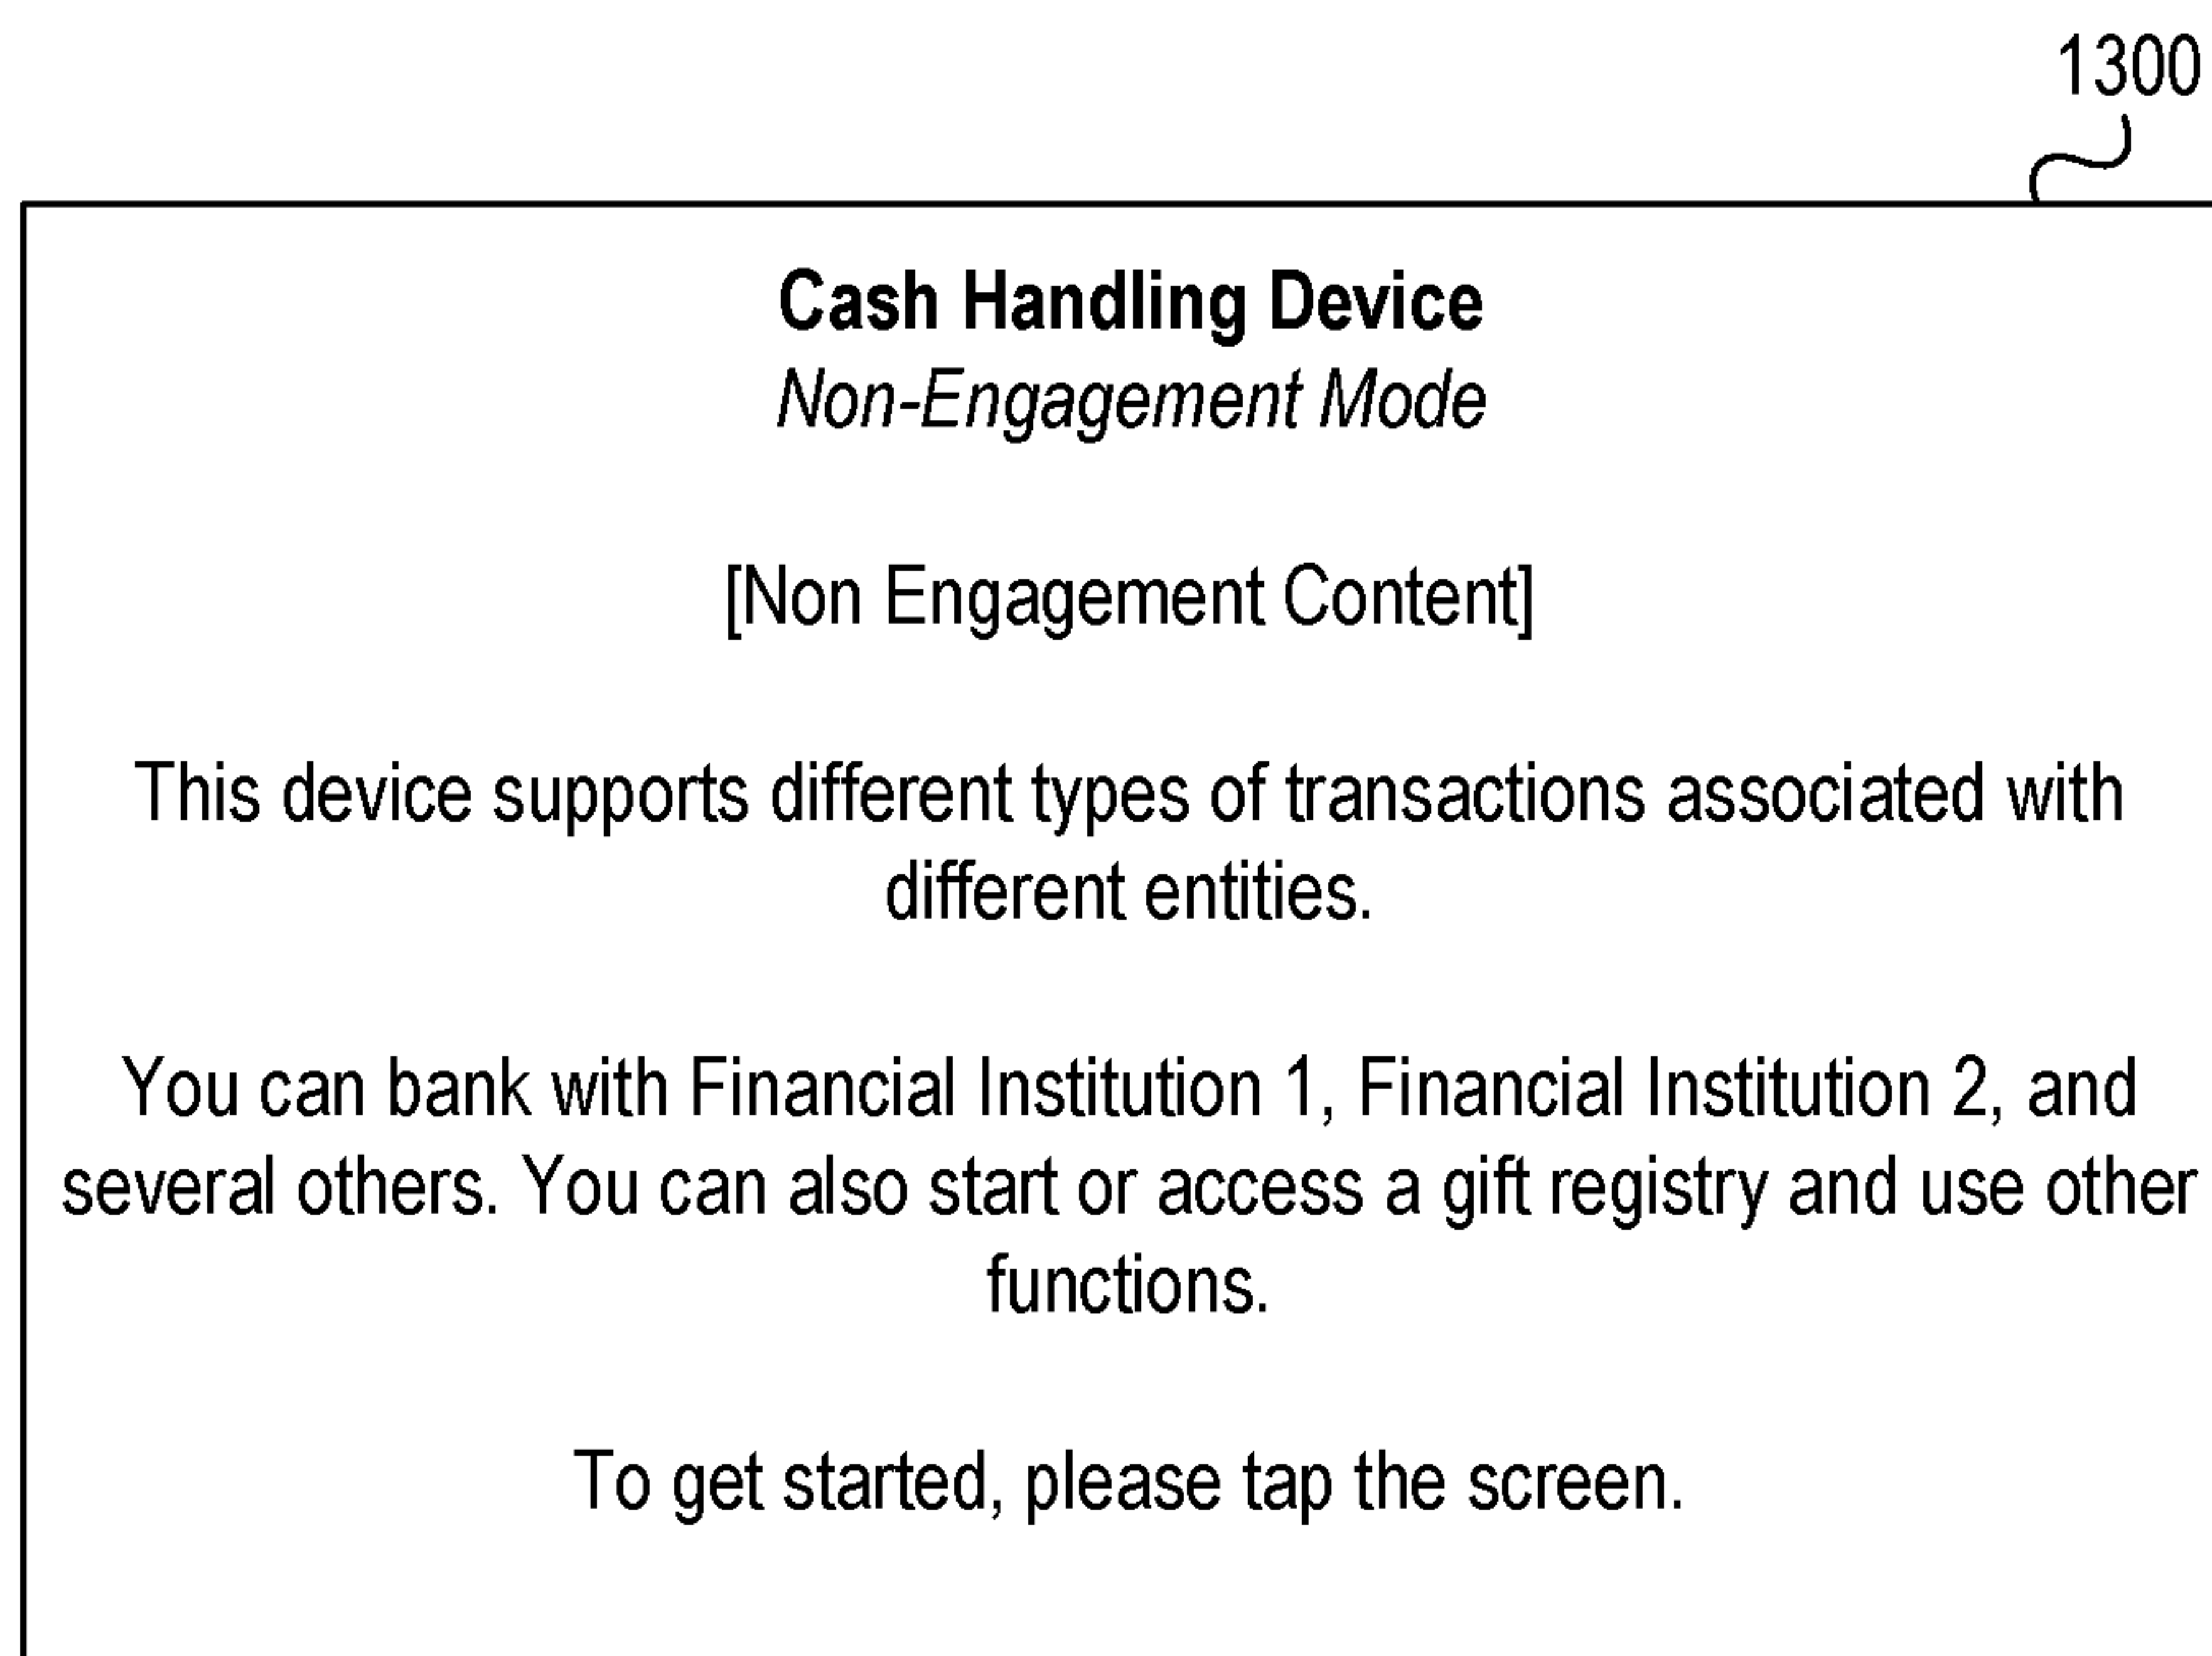 1300
Cash Handling Device
Non-Engagement Mode
[Non Engagement Content]
This device supports different types of transactions associated with
different entities.
You can bank with Financial Institution 1, Financial Institution 2, and
several others. You can also start or access a gift registry and use other
functions.
To get started, please tap the screen.